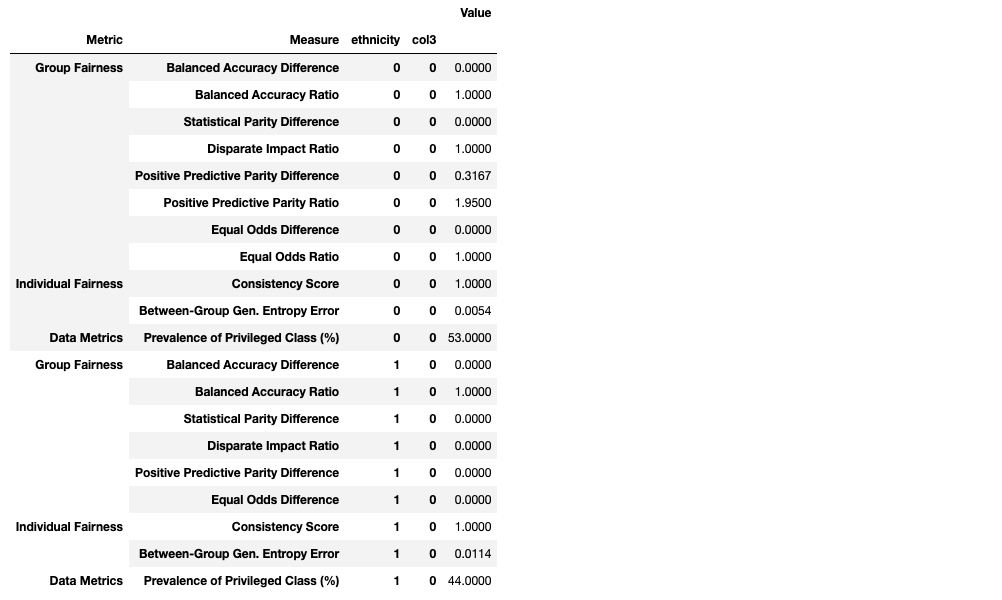 Value
Metric Measure ethnicity col3
Group Fairness Balanced Accuracy Difference 0 0 0.0000
Balanced Accuracy Ratio 0 0 1.0000
Statistical Parity Difference 0 0 0.0000
Disparate Impact Ratio 0 0 1.0000
Positive Predictive Parity Difference 0 0 0.3167
Positive Predictive Parity Ratio 0 0 1.9500
Equal Odds Difference 0 0 0.0000
Equal Odds Ratio 0 0 1.0000
Individual Fairness Consistency Score 0 0 1.0000
Between-Group Gen. Entropy Error 0 0 0.0054
Data Metrics Prevalence of Privileged Class (%) 0 0 53.0000
Group Fairness Balanced Accuracy Difference 1 0 0.0000
Balanced Accuracy Ratio 1 0 1.0000
Statistical Parity Difference 1 0 0.0000
Disparate Impact Ratio 1 0 0.0000
Positive Predictive Parity Difference 1 0 0.0000
Equal Odds Difference 1 0 0.0000
Individual Fairness Consistency Score 1 0 1.0000
Between-Group Gen. Entropy Error 1 0 0.0114
Data Metrics Prevalence of Privileged Class (%) 1 0 44.0000